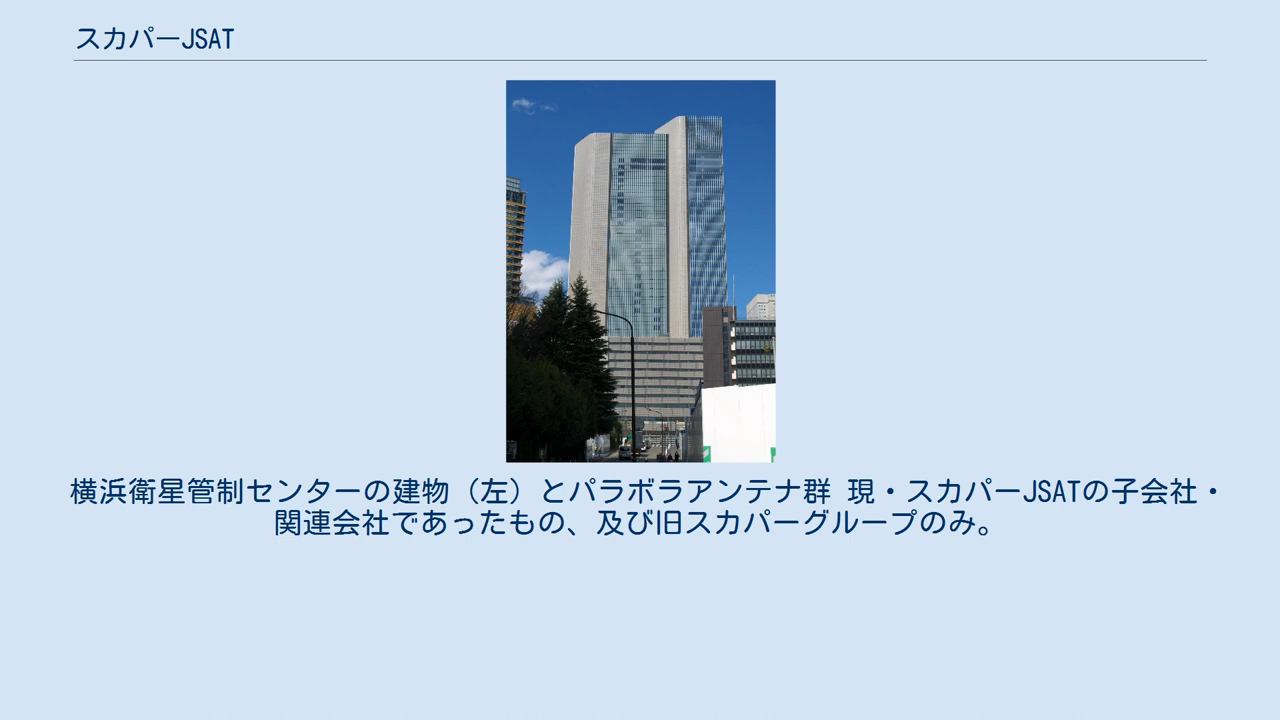 スカパーJSAT
横浜衛星管制センターの建物（左）とパラボラアンテナ群 現・スカパーJSATの子会社・
関連会社であったもの、及び旧スカパーグループのみ。